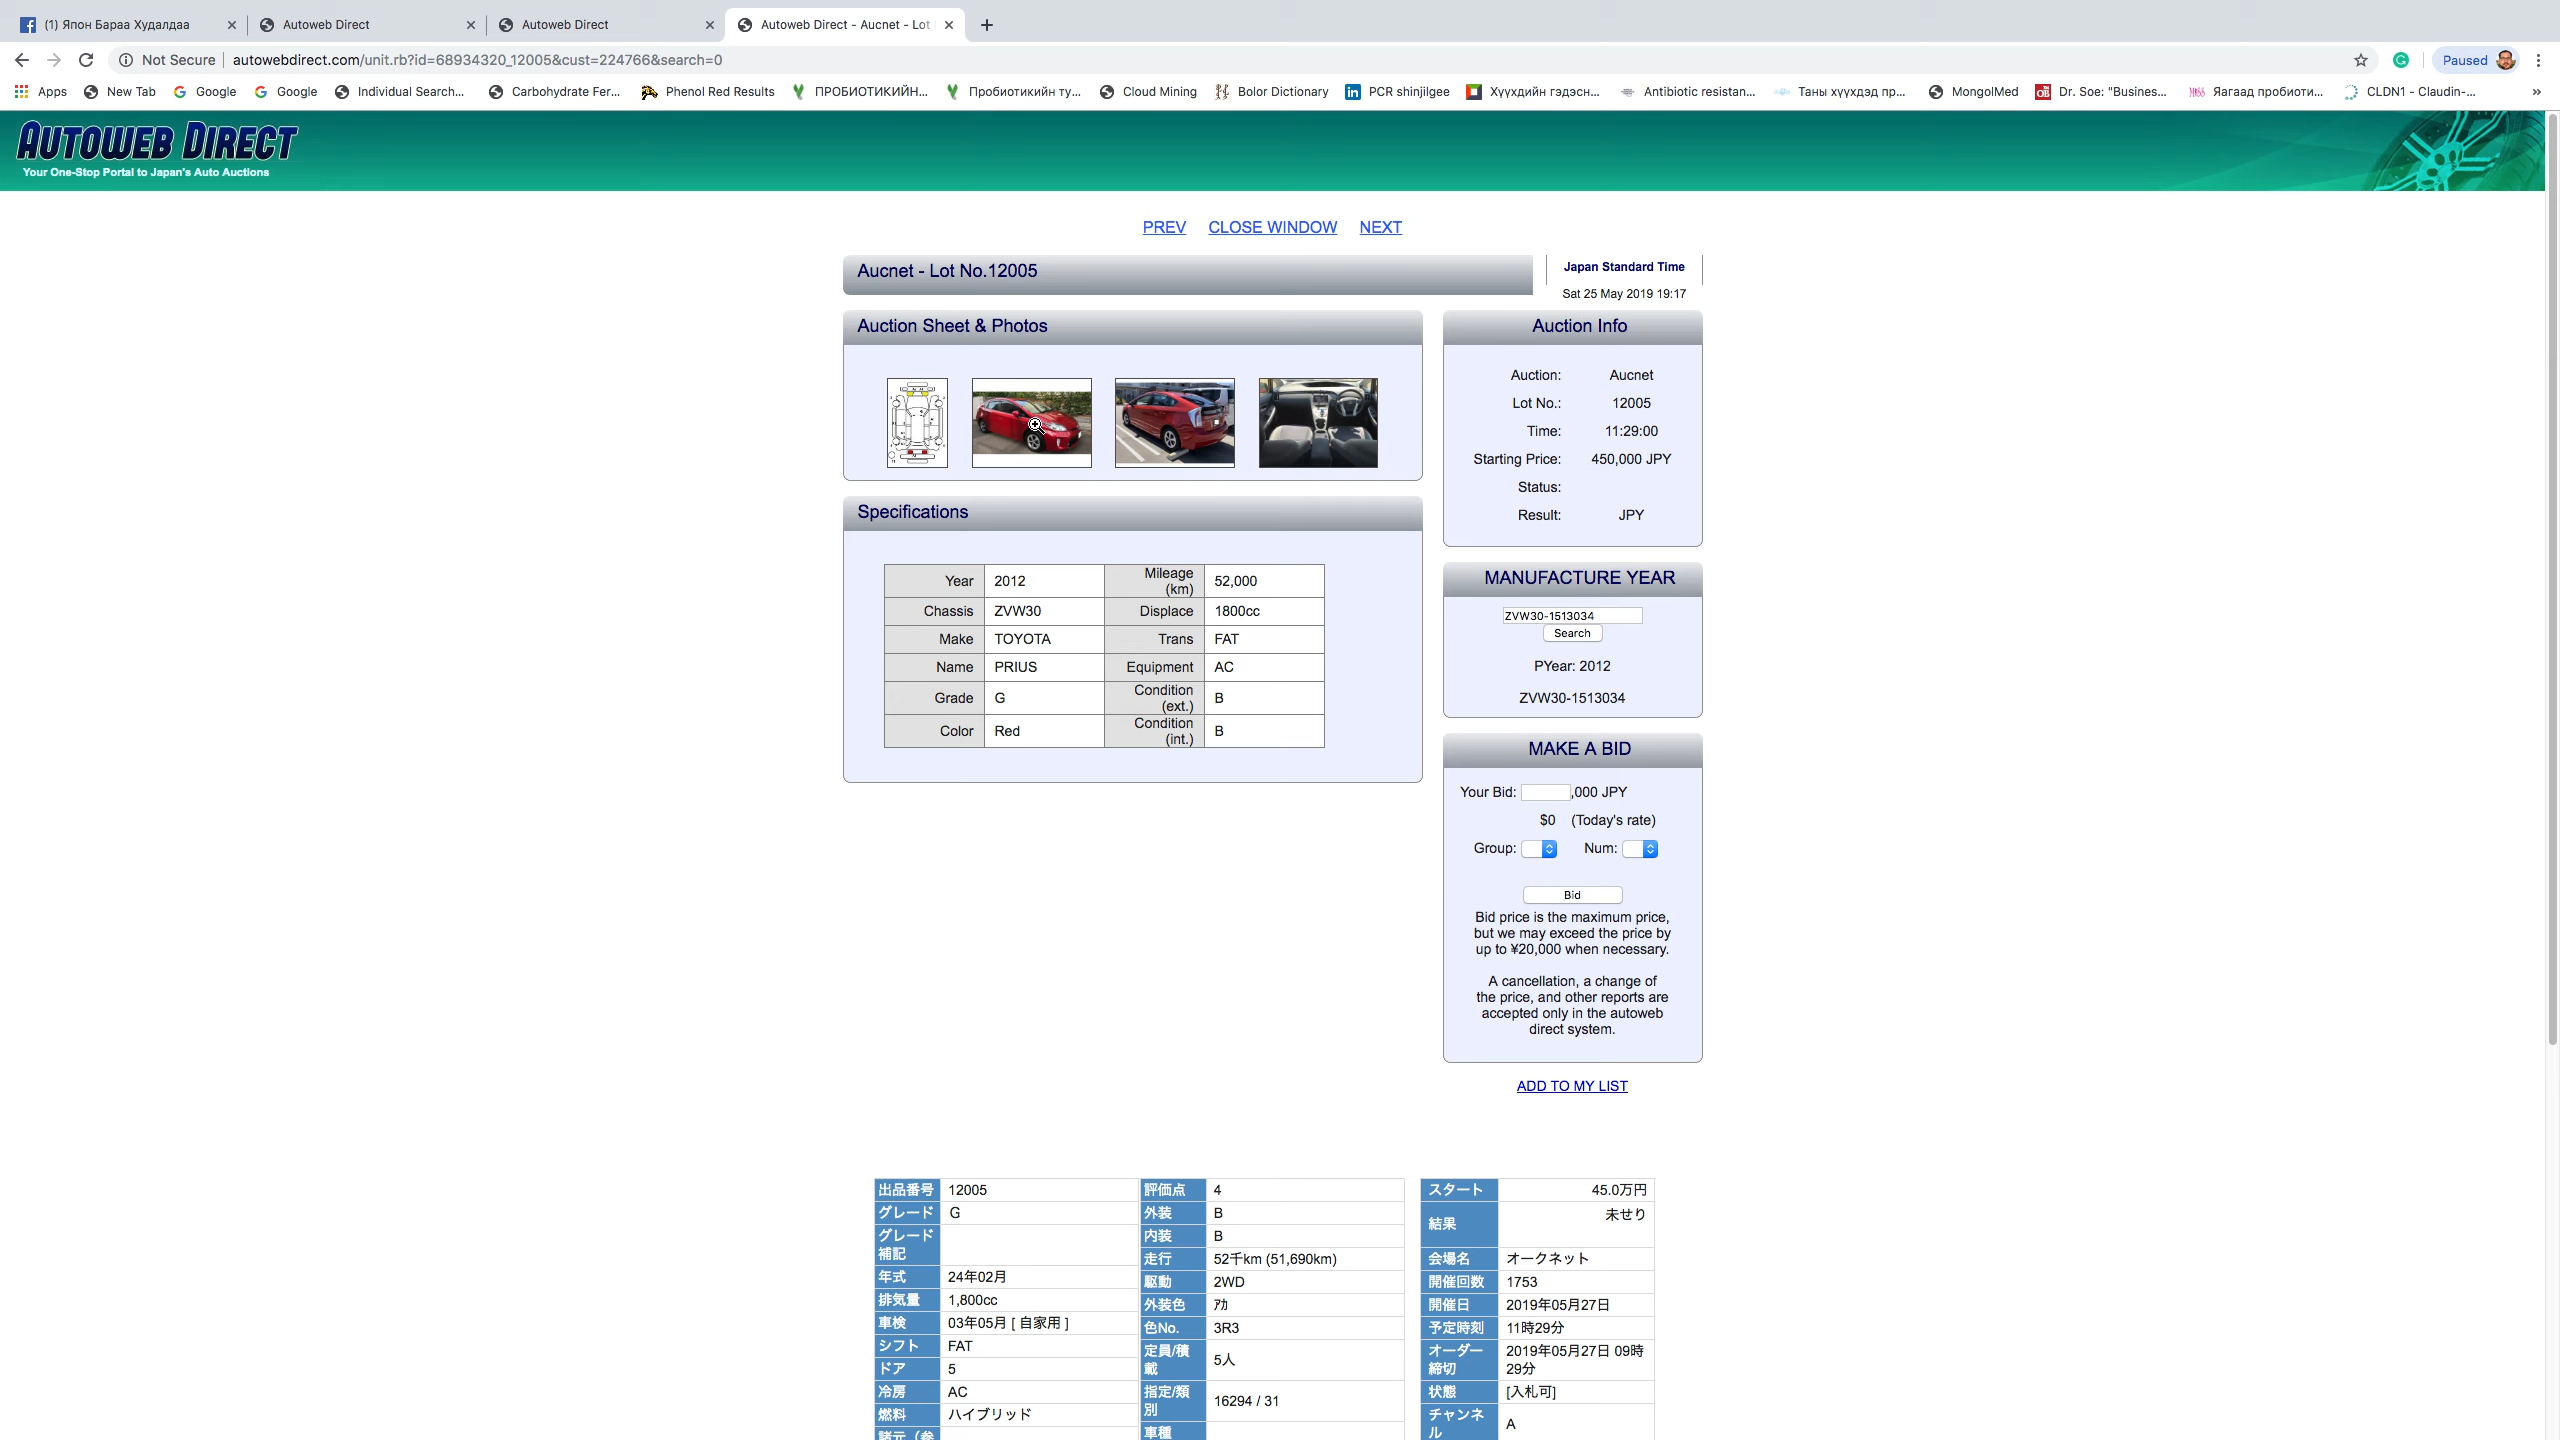 (1) Япон Бараа Худалдаа
Autoweb Direct
Autoweb Direct
Autoweb Direct - Aucnet - Lot
Not Secure
autowebdirect.com/unit.rb?id=68934320_12005&cust=224766&search=0
Paused
Apps
New Tab
Google
Google
Individual Search...
Carbohydrate Fer...
Phenol Red Results
ПРОБИОТИКИЙН...
Пробиотикийн ту...
Cloud Mining
Bolor Dictionary
PCR shinjilgee
Хүүхдийн гэдэсн...
Antibiotic resistan...
Таны хүүхдэд пр...
MongolMed
Dr. Soe: "Busines...
Яагаад пробиоти...
CLDN1 - Claudin-...
»
AUTOWEB DIRECT
Your One-Stop Portal to Japan's Auto Auctions
PREV CLOSE WINDOW NEXT
Aucnet - Lot No.12005
Japan Standard Time
Sat 25 May 2019 19:17
Auction Sheet & Photos
Specifications
Year 2012 Mileage (km) 52,000
Chassis ZVW30 Displace 1800cc
Make TOYOTA Trans FAT
Name PRIUS Equipment AC
Grade G Condition (ext.) B
Color Red Condition (int.) B
Auction Info
Auction: Aucnet
Lot No.: 12005
Time: 11:29:00
Starting Price: 450,000 JPY
Status:
Result: JPY
MANUFACTURE YEAR
ZVW30-1513034
Search
PYear: 2012
ZVW30-1513034
MAKE A BID
Your Bid: ,000 JPY
$0 (Today's rate)
Group: Num:
Bid
Bid price is the maximum price,
but we may exceed the price by
up to ¥20,000 when necessary.
A cancellation, a change of
the price, and other reports are
accepted only in the autoweb
direct system.
ADD TO MY LIST
出品番号 12005
グレード G
グレード
補記
年式 24年02月
排気量 1,800cc
車検 03年05月 [ 自家用 ]
シフト FAT
ドア 5
冷房 AC
燃料 ハイブリッド
諸元（参
評価点 4
外装 B
内装 B
走行 52千km (51,690km)
駆動 2WD
外装色 ｱｶ
色No. 3R3
定員/積
載 5人
指定/類
別 16294 / 31
車種
スタート 45.0万円
結果 未せり
会場名 オークネット
開催回数 1753
開催日 2019年05月27日
予定時刻 11時29分
オーダー
締切 2019年05月27日 09時
29分
状態 [入札可]
チャンネ
ル A